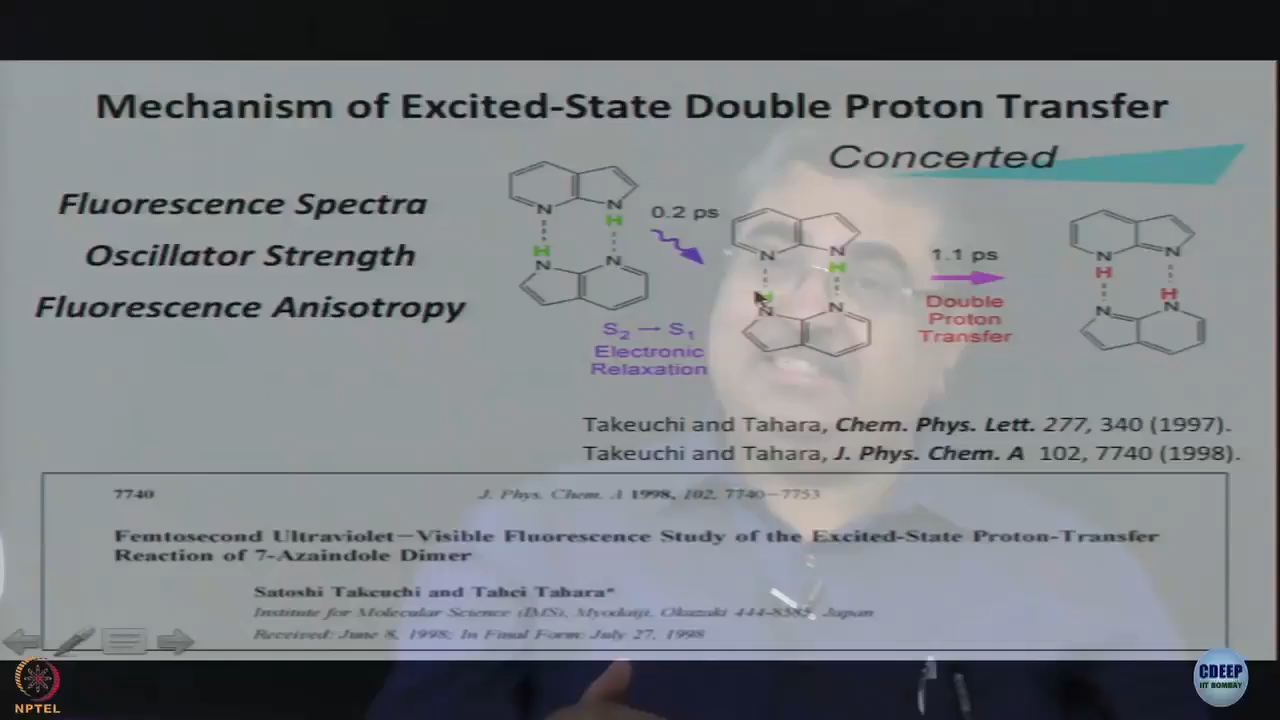 Mechanism of Excited-State Double Proton Transfer
Concerted
Fluorescence Spectra
Oscillator Strength
Fluorescence Anisotropy
N
N
H
H
N
N
0.2 ps
S2 → S1
Electronic
Relaxation
N
N
H
H
N
N
1.1 ps
Double
Proton
Transfer
N
N
H
H
N
N
Takeuchi and Tahara, Chem. Phys. Lett. 277, 340 (1997).
Takeuchi and Tahara, J. Phys. Chem. A 102, 7740 (1998).
7740
J. Phys. Chem. A 1998, 102, 7740−7753
Femtosecond Ultraviolet−Visible Fluorescence Study of the Excited-State Proton-Transfer
Reaction of 7-Azaindole Dimer
Satoshi Takeuchi and Tahei Tahara*
Institute for Molecular Science (IMS), Myodaiji, Okazaki 444-8585, Japan
Received: June 8, 1998; In Final Form: July 27, 1998
NPTEL
CDEEP
IIT BOMBAY